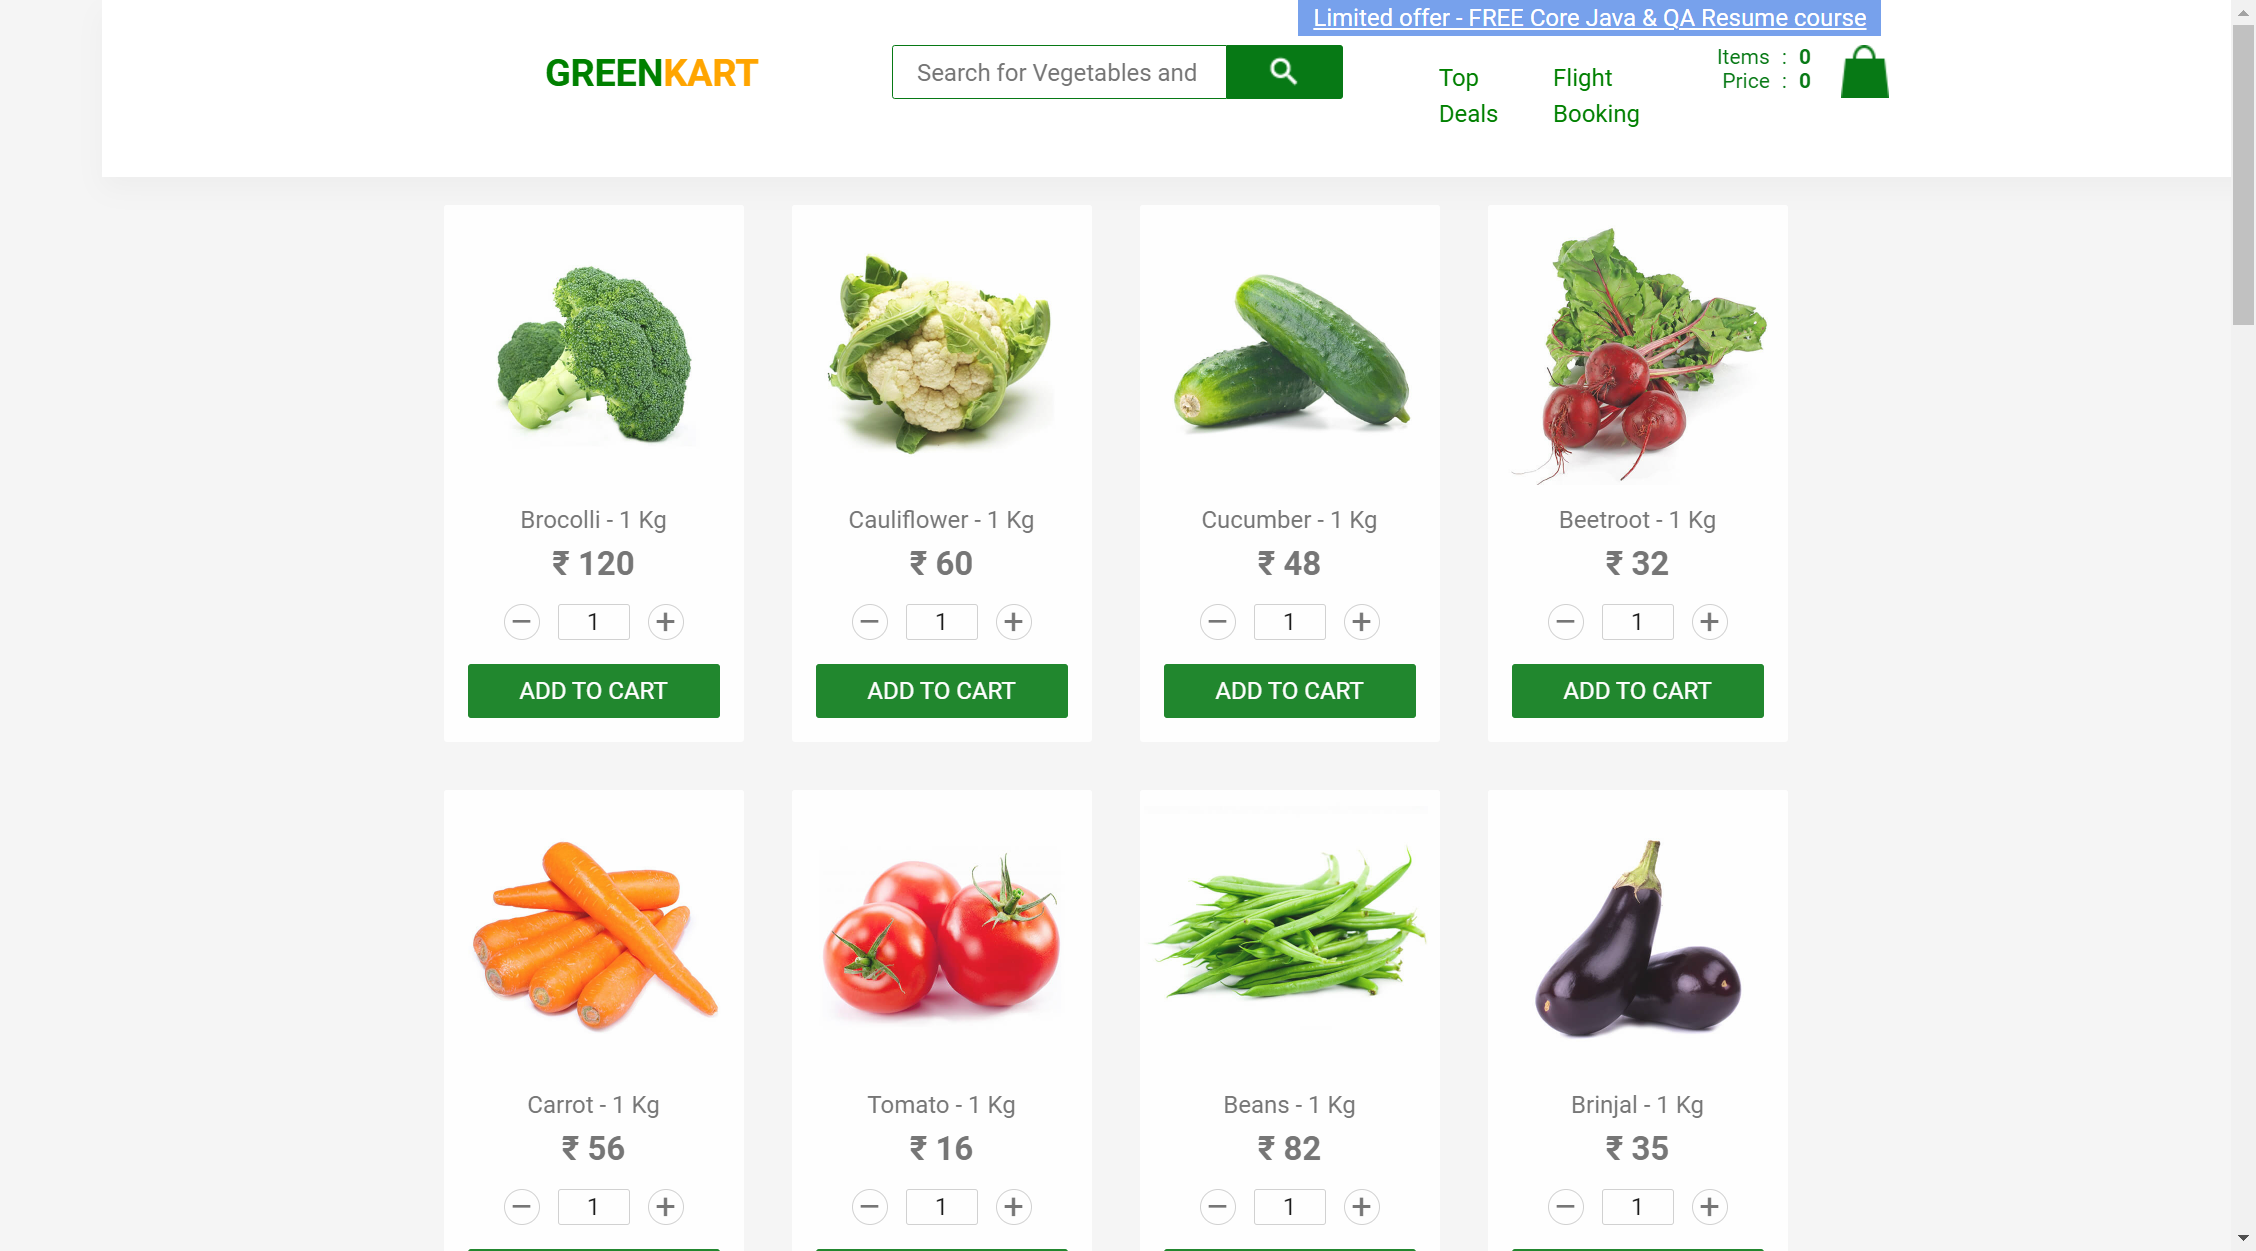 Limited offer - FREE Core Java & QA Resume course
GREENKART
Search for Vegetables and
Top
Deals
Flight
Booking
Items : 0
Price : 0
Brocolli - 1 Kg
₹ 120
1
ADD TO CART
Cauliflower - 1 Kg
₹ 60
1
ADD TO CART
Cucumber - 1 Kg
₹ 48
1
ADD TO CART
Beetroot - 1 Kg
₹ 32
1
ADD TO CART
Carrot - 1 Kg
₹ 56
1
Tomato - 1 Kg
₹ 16
1
Beans - 1 Kg
₹ 82
1
Brinjal - 1 Kg
₹ 35
1